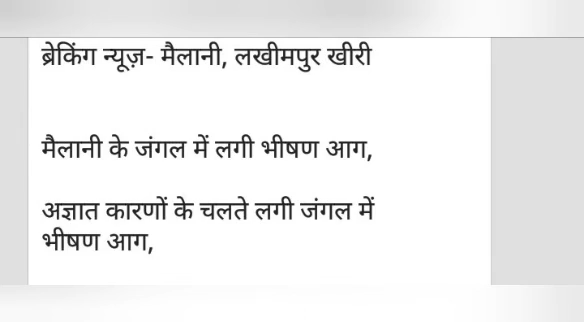 ब्रेकिंग न्यूज़- मैलानी, लखीमपुर खीरी
मैलानी के जंगल में लगी भीषण आग,
अज्ञात कारणों के चलते लगी जंगल में
भीषण आग,